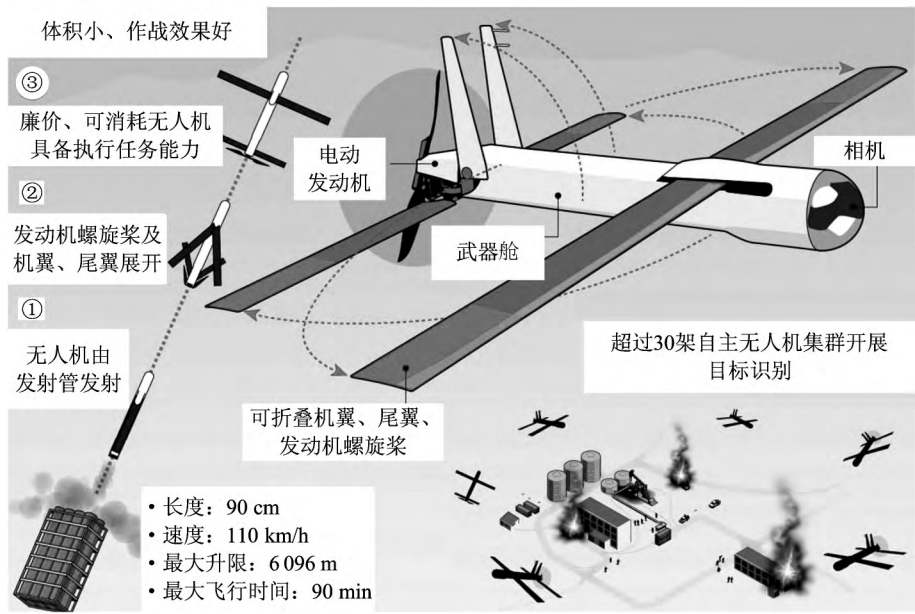 体积小、作战效果好
③
廉价、可消耗无人机
具备执行任务能力
②
发动机螺旋桨及
机翼、尾翼展开
①
无人机由
发射管发射
电动
发动机
相机
武器舱
可折叠机翼、尾翼、
发动机螺旋桨
超过30架自主无人机集群开展
目标识别
• 长度：90 cm
• 速度：110 km/h
• 最大升限：6 096 m
• 最大飞行时间：90 min